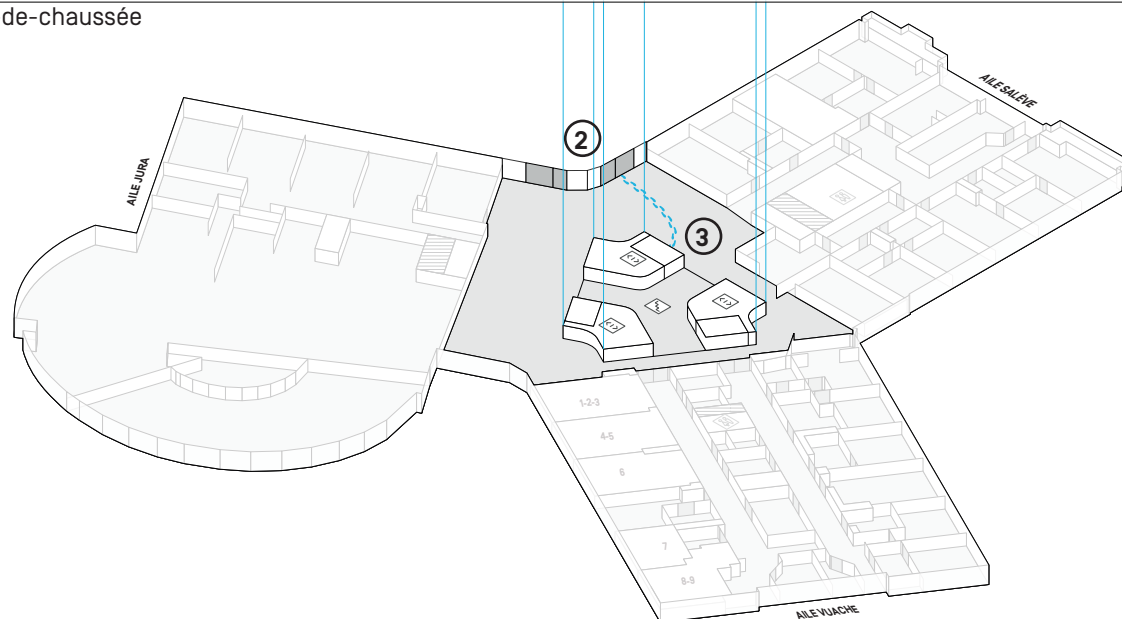 de-chaussée
AILE SALÈVE
2
AILE JURA
3
1-2-3
4-5
6
7
8-9
AILE VUACHE